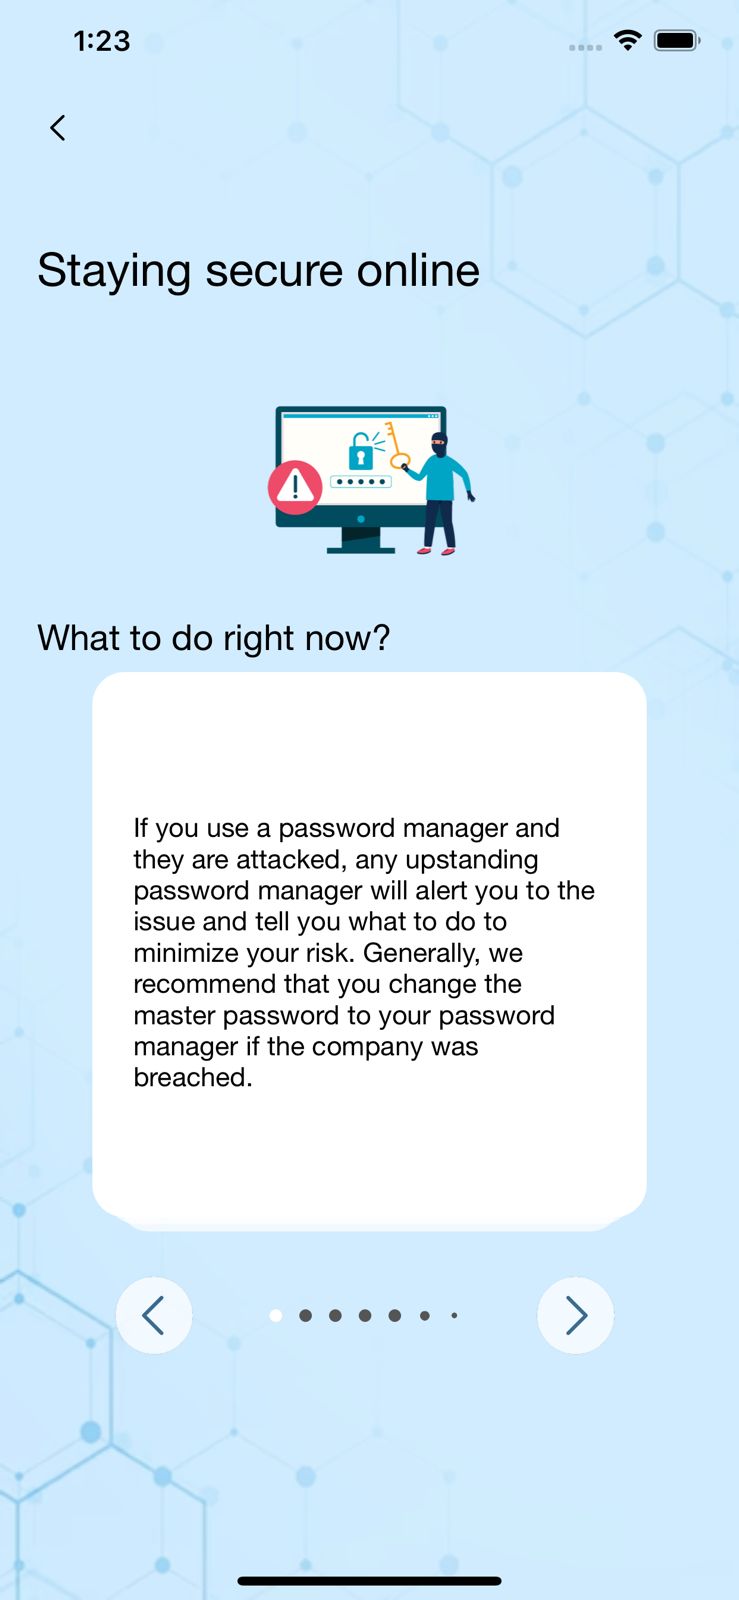 1:23
Staying secure online
What to do right now?
If you use a password manager and
they are attacked, any upstanding
password manager will alert you to the
issue and tell you what to do to
minimize your risk. Generally, we
recommend that you change the
master password to your password
manager if the company was
breached.